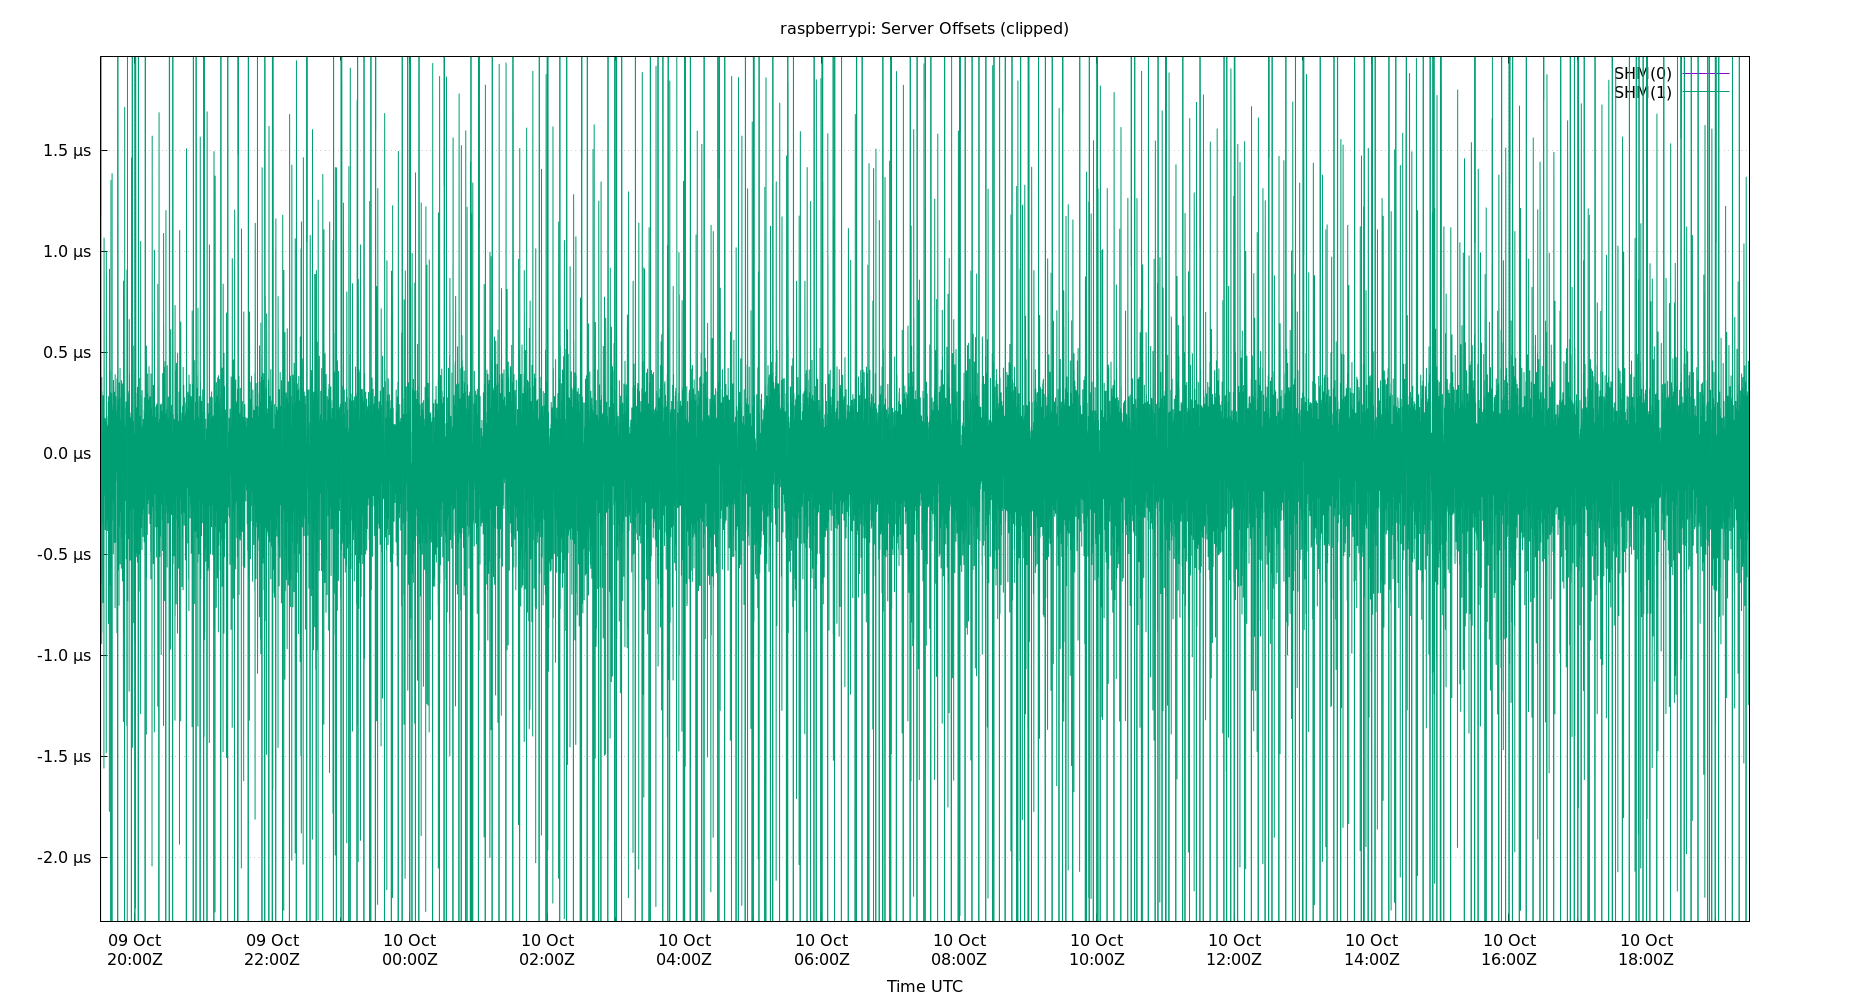 raspberrypi: Server Offsets (clipped)
SHM(0)
SHM(1)
1.5 µs
1.0 µs
0.5 µs
0.0 µs
-0.5 µs
-1.0 µs
-1.5 µs
-2.0 µs
09 Oct 09 Oct 10 Oct 10 Oct 10 Oct 10 Oct 10 Oct 10 Oct 10 Oct 10 Oct 10 Oct 10 Oct
20:00Z 22:00Z 00:00Z 02:00Z 04:00Z 06:00Z 08:00Z 10:00Z 12:00Z 14:00Z 16:00Z 18:00Z
Time UTC